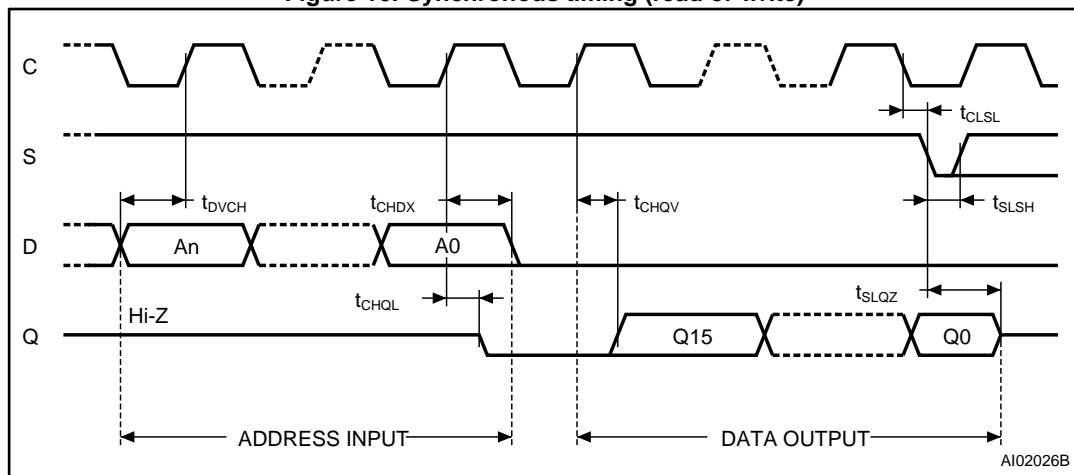 Figure 10. Synchronous timing (read or write)
C
tCLSL
S
tDVCH
tCHDX
tCHQV
tSLSH
D
An
A0
tCHQL
tSLQZ
Hi-Z
Q
Q15
Q0
ADDRESS INPUT
DATA OUTPUT
AI02026B